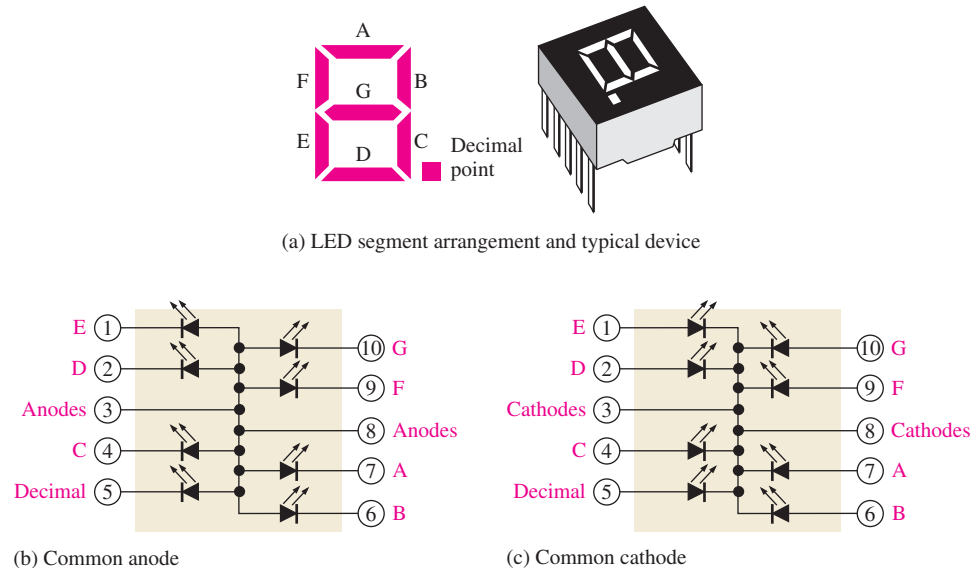 A
F
B
G
E
C
D
Decimal
point
(a) LED segment arrangement and typical device
E 1
10 G
D 2
9 F
Anodes 3
8 Anodes
C 4
7 A
Decimal 5
6 B
(b) Common anode
E 1
10 G
D 2
9 F
Cathodes 3
8 Cathodes
C 4
7 A
Decimal 5
6 B
(c) Common cathode